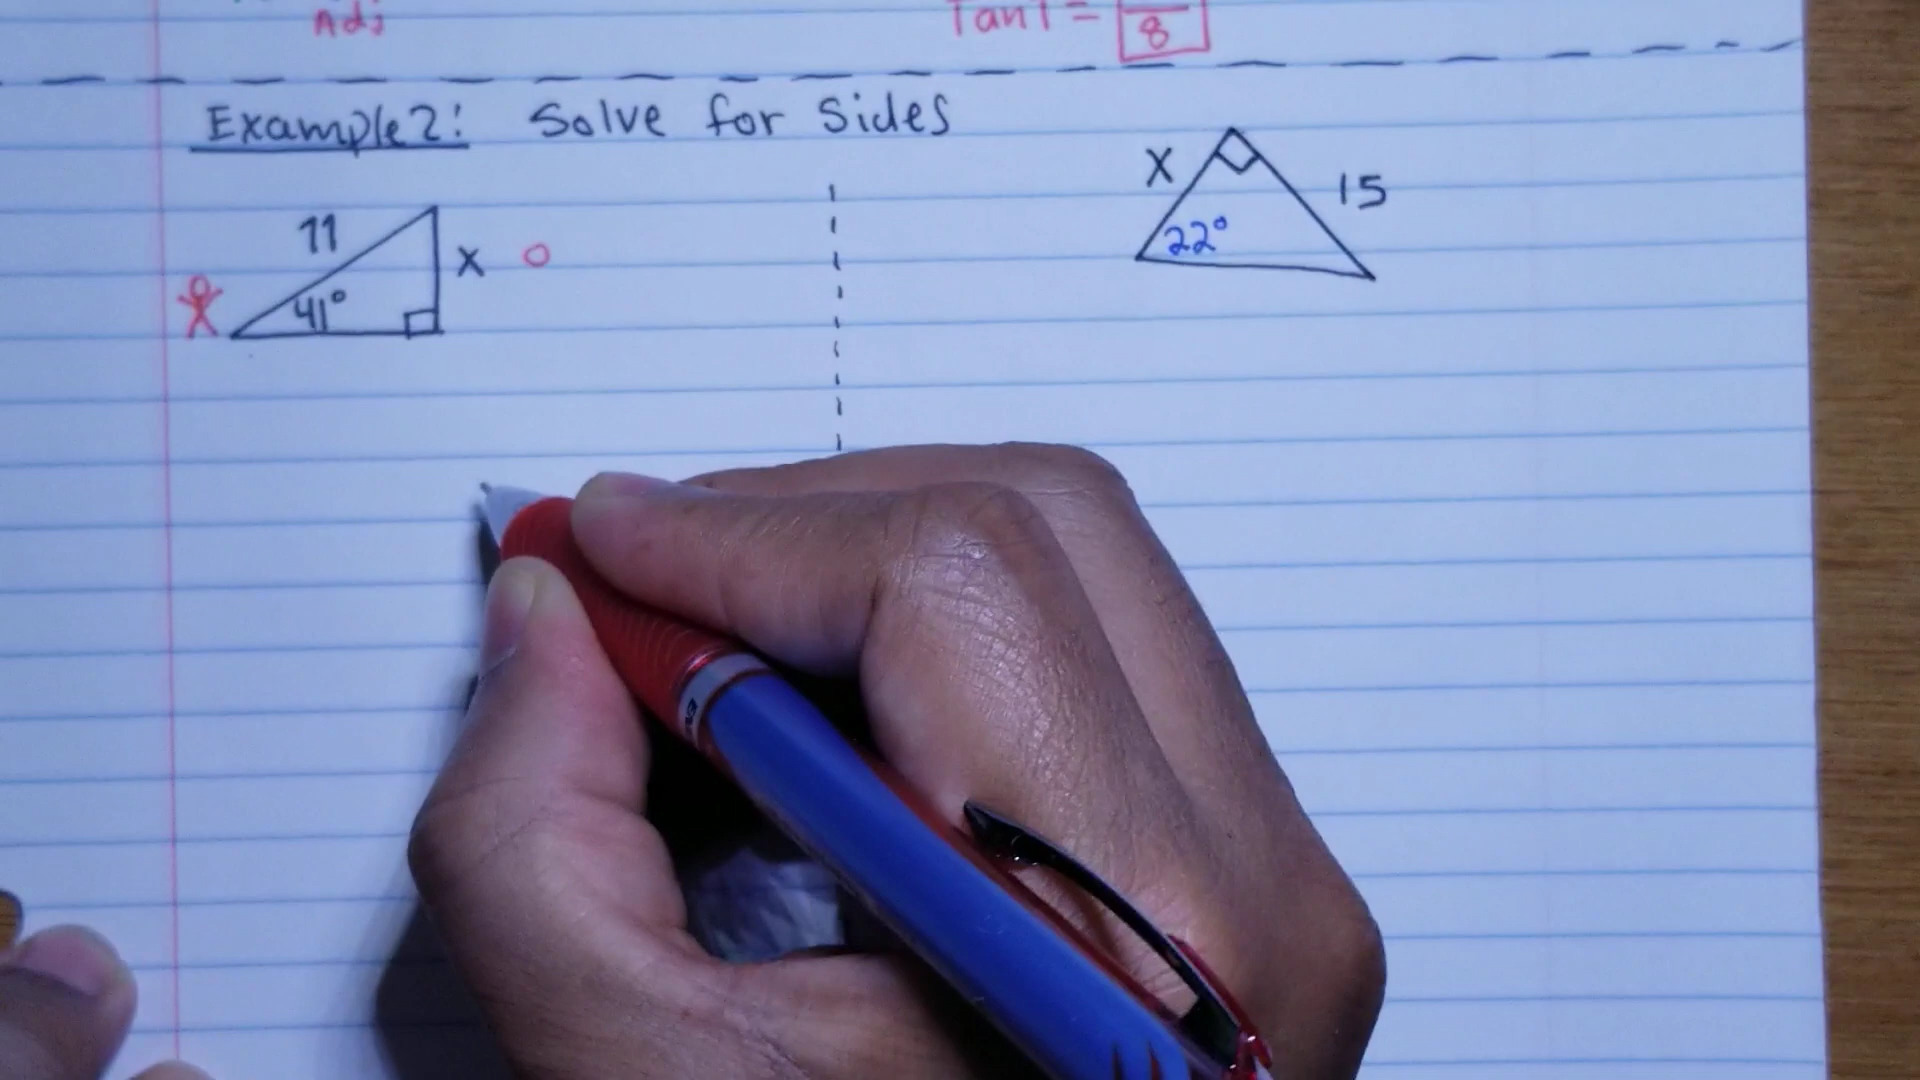 Adj
Tan T = 8
Example 2: Solve for Sides
11
x o
41°
x
15
22°